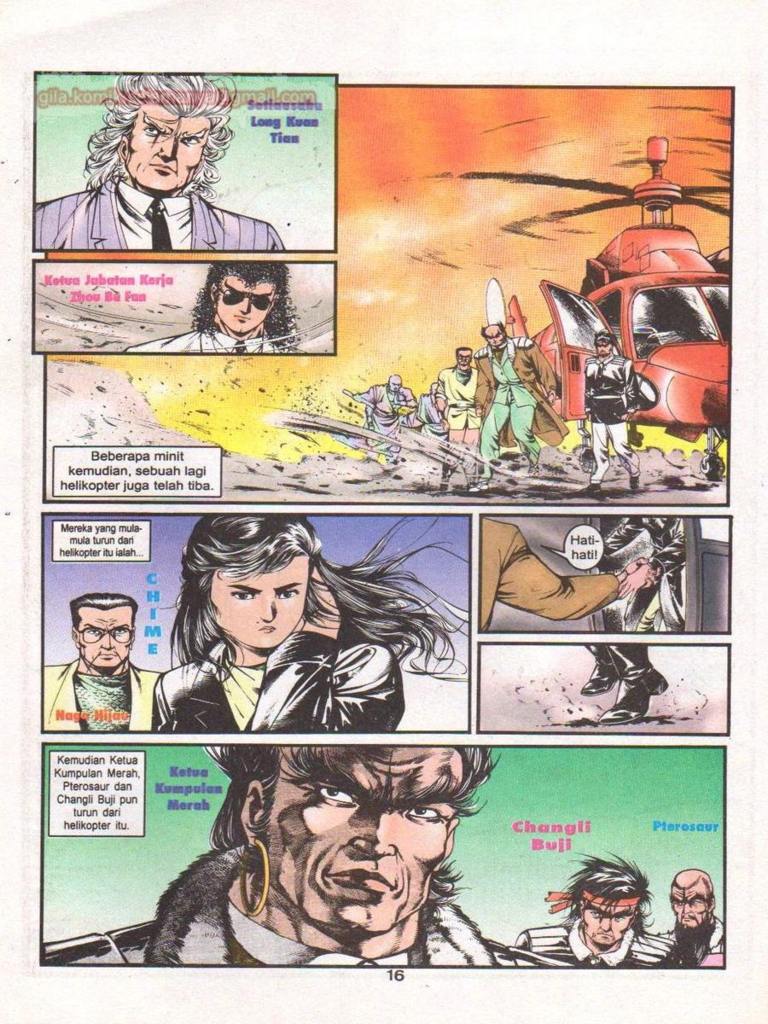 Setiausaha
Long Kuan
Tian
Ketua Jabatan Kerja
Zhou Ba Fan
Beberapa minit
kemudian, sebuah lagi
helikopter juga telah tiba.
Mereka yang mula-
mula turun dari
helikopter itu ialah...
CHIME
Naga Hijau
Hati-
hati!
Kemudian Ketua
Kumpulan Merah,
Pterosaur dan
Changli Buji pun
turun dari
helikopter itu.
Ketua
Kumpulan
Merah
Changli
Buji
Pterosaur
16